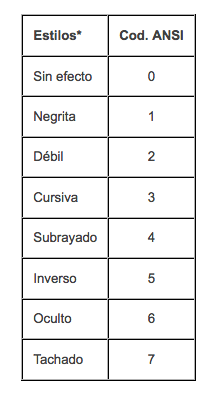 Estilos* Cod. ANSI
Sin efecto 0
Negrita 1
Débil 2
Cursiva 3
Subrayado 4
Inverso 5
Oculto 6
Tachado 7